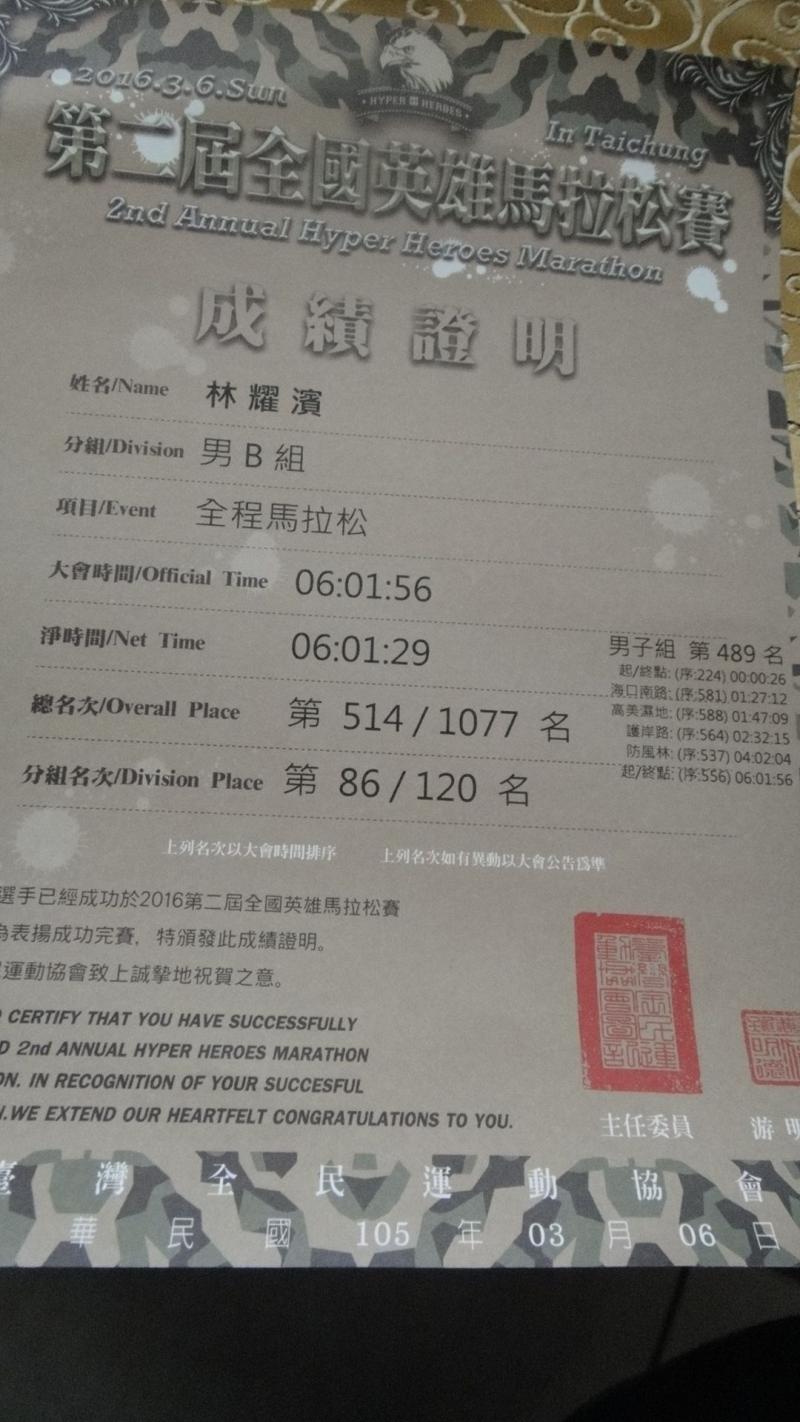 2016.3.6.Sun
HYPER HEROES
In Taichung
第二屆全國英雄馬拉松賽
2nd Annual Hyper Heroes Marathon
成績證明
姓名/Name 林耀濱
分組/Division 男B組
項目/Event 全程馬拉松
大會時間/Official Time 06:01:56
淨時間/Net Time 06:01:29
總名次/Overall Place 第 514 / 1077 名
分組名次/Division Place 第 86 / 120 名
男子組 第 489 名
起/終點: (序:224) 00:00:26
海口南路: (序:581) 01:27:12
高美濕地: (序:588) 01:47:09
護岸路: (序:564) 02:32:15
防風林: (序:537) 04:02:04
起/終點: (序:556) 06:01:56
上列名次以大會時間排序 上列名次如有異動以大會公告為準
選手已經成功於2016第二屆全國英雄馬拉松賽
為表揚成功完賽，特頒發此成績證明。
運動協會致上誠摯地祝賀之意。
CERTIFY THAT YOU HAVE SUCCESSFULLY
D 2nd ANNUAL HYPER HEROES MARATHON
ON. IN RECOGNITION OF YOUR SUCCESFUL
.WE EXTEND OUR HEARTFELT CONGRATULATIONS TO YOU.
主任委員 游明
臺灣全民運動協會
華民國 105 年 03 月 06 日